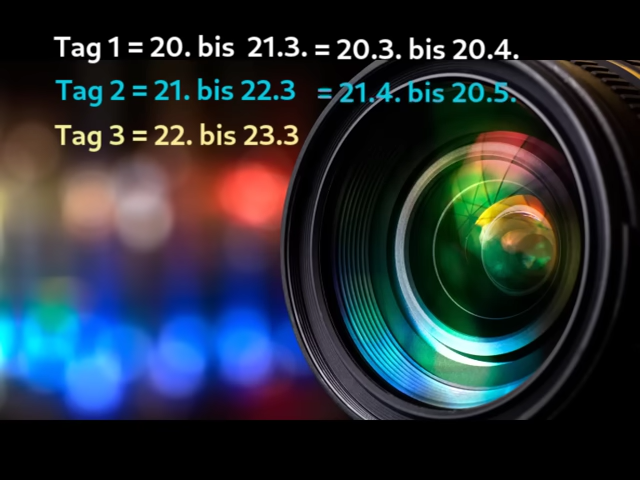 Tag 1 = 20. bis 21.3. = 20.3. bis 20.4.
Tag 2 = 21. bis 22.3 = 21.4. bis 20.5.
Tag 3 = 22. bis 23.3